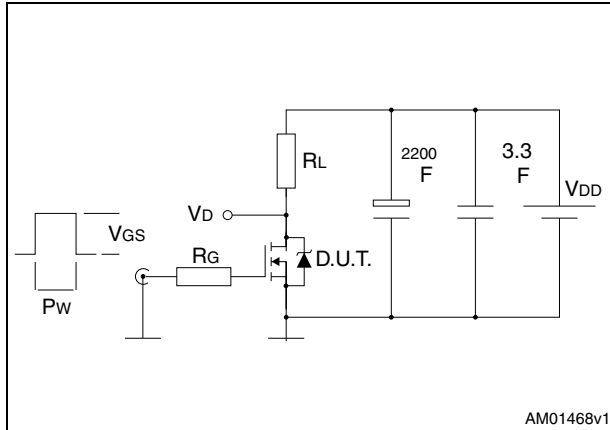 RL
2200
F
3.3
F
VDD
VD
VGS
RG
D.U.T.
PW
AM01468v1